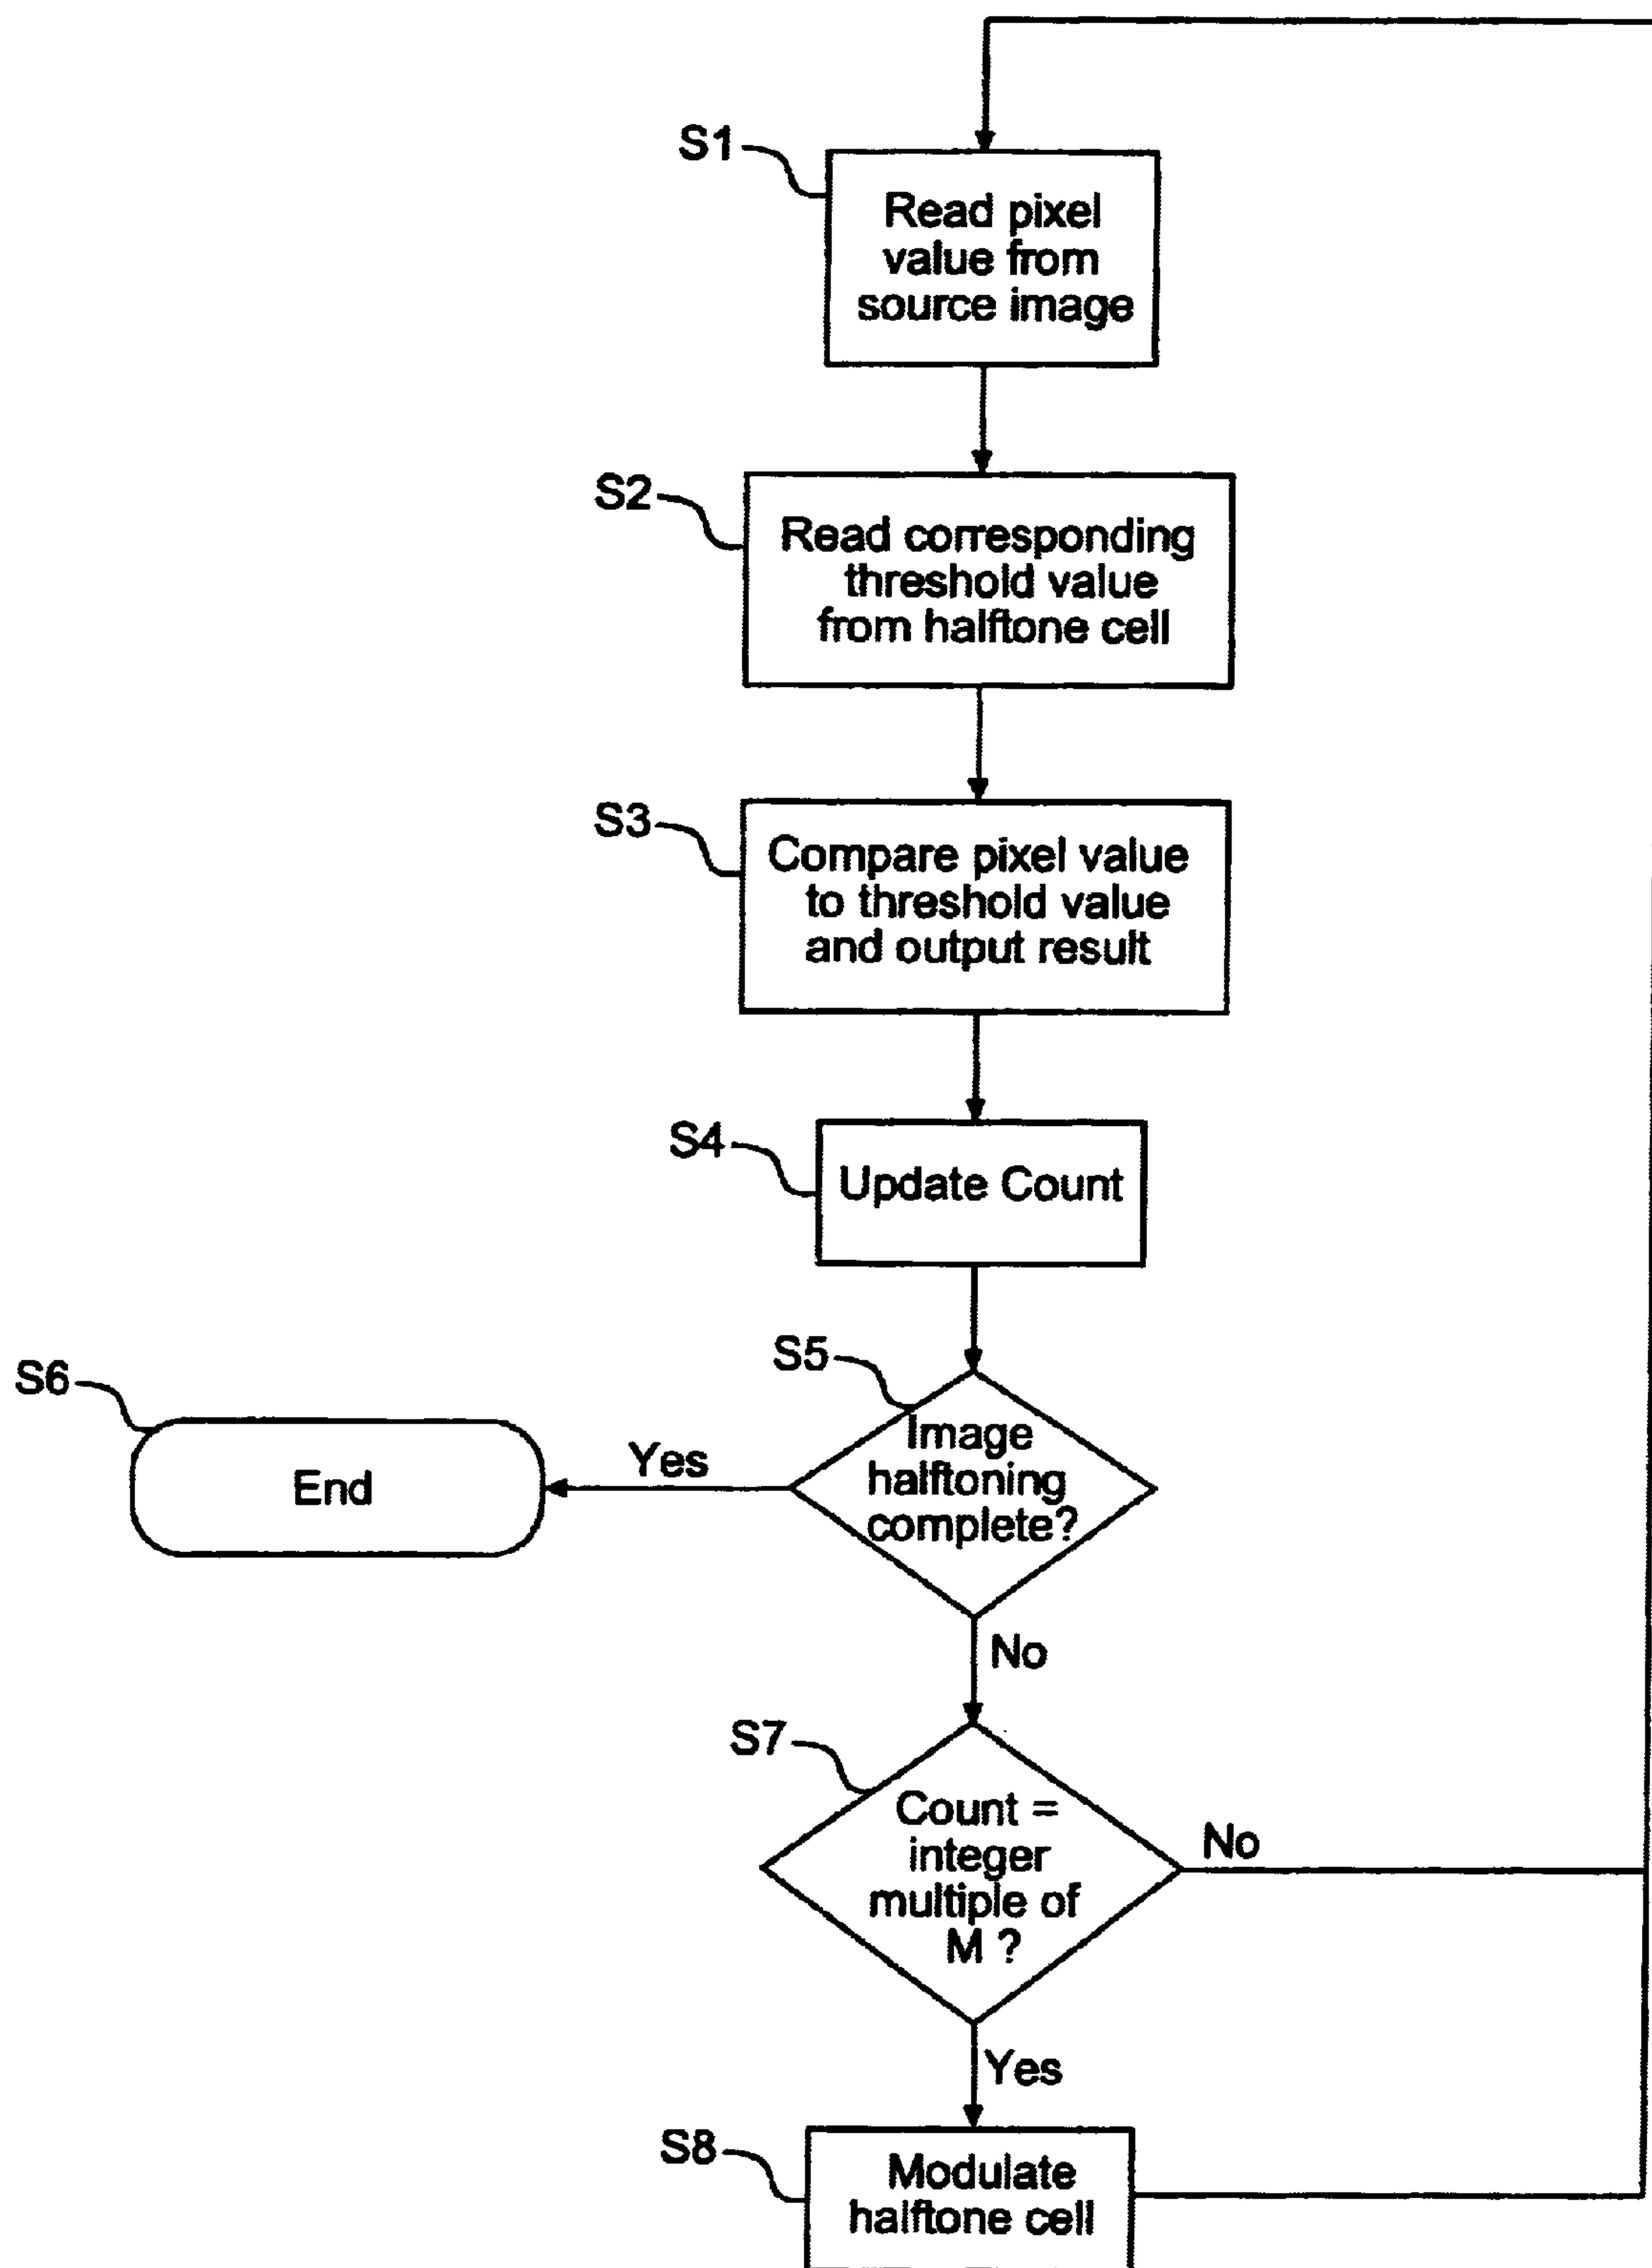 S1
Read pixel
value from
source image
S2
Read corresponding
threshold value
from halftone cell
S3
Compare pixel value
to threshold value
and output result
S4
Update Count
S5
Image
halftoning
complete?
Yes
S6
End
No
S7
Count =
integer
multiple of
M ?
No
Yes
S8
Modulate
halftone cell